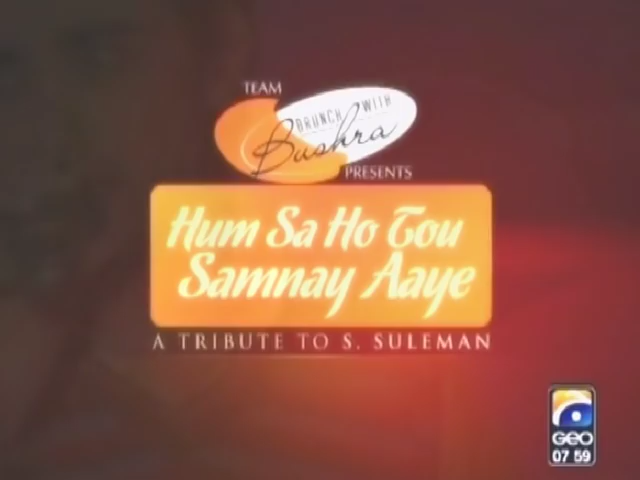 TEAM
BRUNCH WITH
Bushra
PRESENTS
Hum Sa Ho Tou
Samnay Aaye
A TRIBUTE TO S. SULEMAN
GEO
07 59